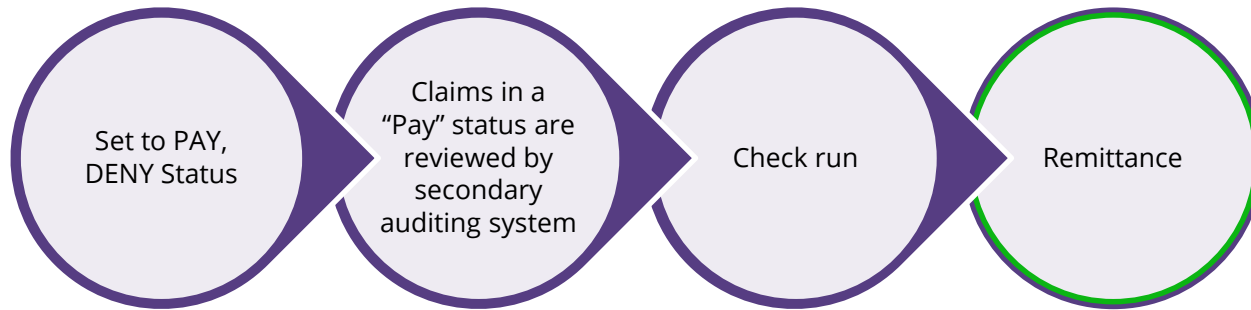 Set to PAY,
DENY Status
Claims in a
“Pay” status are
reviewed by
secondary
auditing system
Check run
Remittance